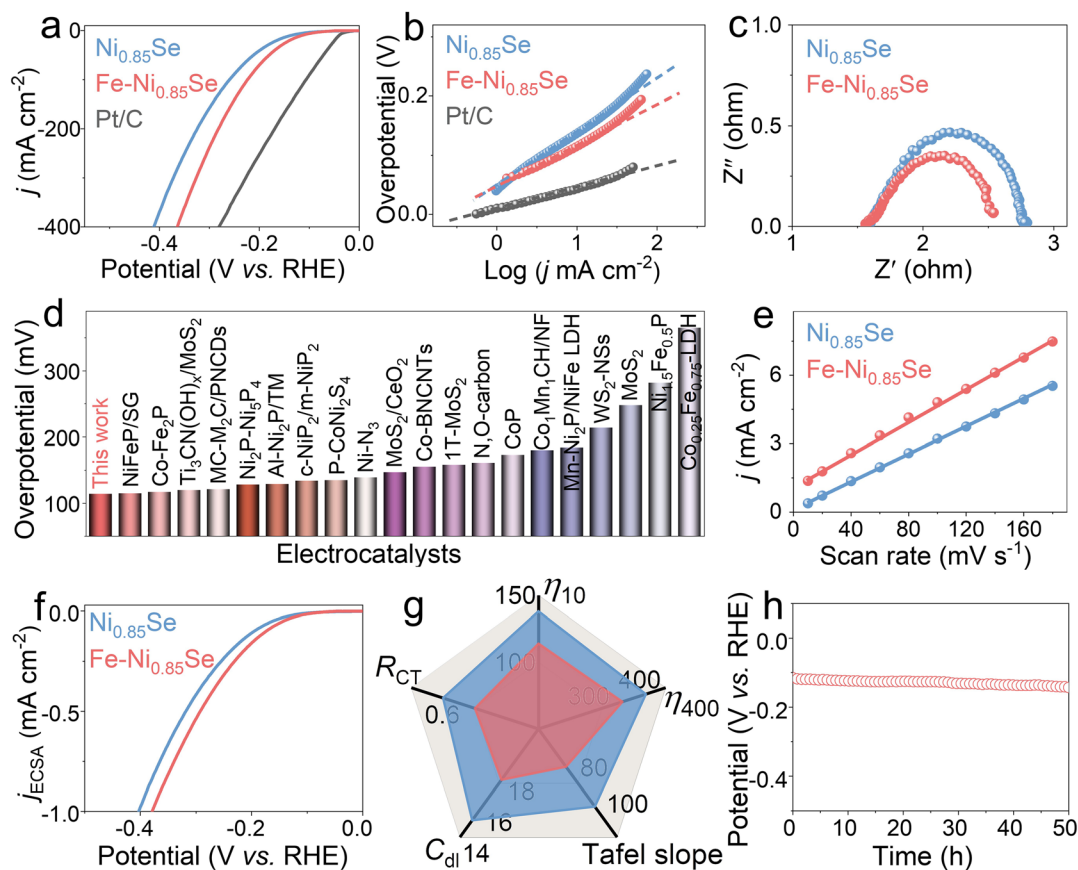 a
0
-200
-400
j (mA cm⁻²)
Ni₀.₈₅Se
Fe-Ni₀.₈₅Se
Pt/C
-0.4 -0.2 0.0
Potential (V vs. RHE)
b
0.2
0.0
Overpotential (V)
Ni₀.₈₅Se
Fe-Ni₀.₈₅Se
Pt/C
0 1 2
Log (j mA cm⁻²)
c
1.0
0.5
0.0
Z″ (ohm)
Ni₀.₈₅Se
Fe-Ni₀.₈₅Se
1 2 3
Z′ (ohm)
d
300
200
100
Overpotential (mV)
This work
NiFeP/SG
Co-Fe₂P
Ti₃CN(OH)ₓ/MoS₂
MC-M₂C/PNCDs
Ni₂P-Ni₅P₄
Al-Ni₂P/TM
c-NiP₂/m-NiP₂
P-CoNi₂S₄
Ni-N₃
MoS₂/CeO₂
Co-BNCNTs
1T-MoS₂
N,O-carbon
CoP
Co₁Mn₁CH/NF
Mn-Ni₂P/NiFe LDH
WS₂-NSs
MoS₂
Ni₁.₅Fe₀.₅P
Co₀.₂₅Fe₀.₇₅-LDH
Electrocatalysts
e
6
3
0
j (mA cm⁻²)
Ni₀.₈₅Se
Fe-Ni₀.₈₅Se
0 40 80 120 160
Scan rate (mV s⁻¹)
f
0.0
-0.5
-1.0
jECSA (mA cm⁻²)
Ni₀.₈₅Se
Fe-Ni₀.₈₅Se
-0.4 -0.2 0.0
Potential (V vs. RHE)
g
150 η₁₀
100
400
300
η₄₀₀
RCT
0.6
80
100
18
16
Cdl 14
Tafel slope
h
0.0
-0.2
-0.4
Potential (V vs. RHE)
0 10 20 30 40 50
Time (h)